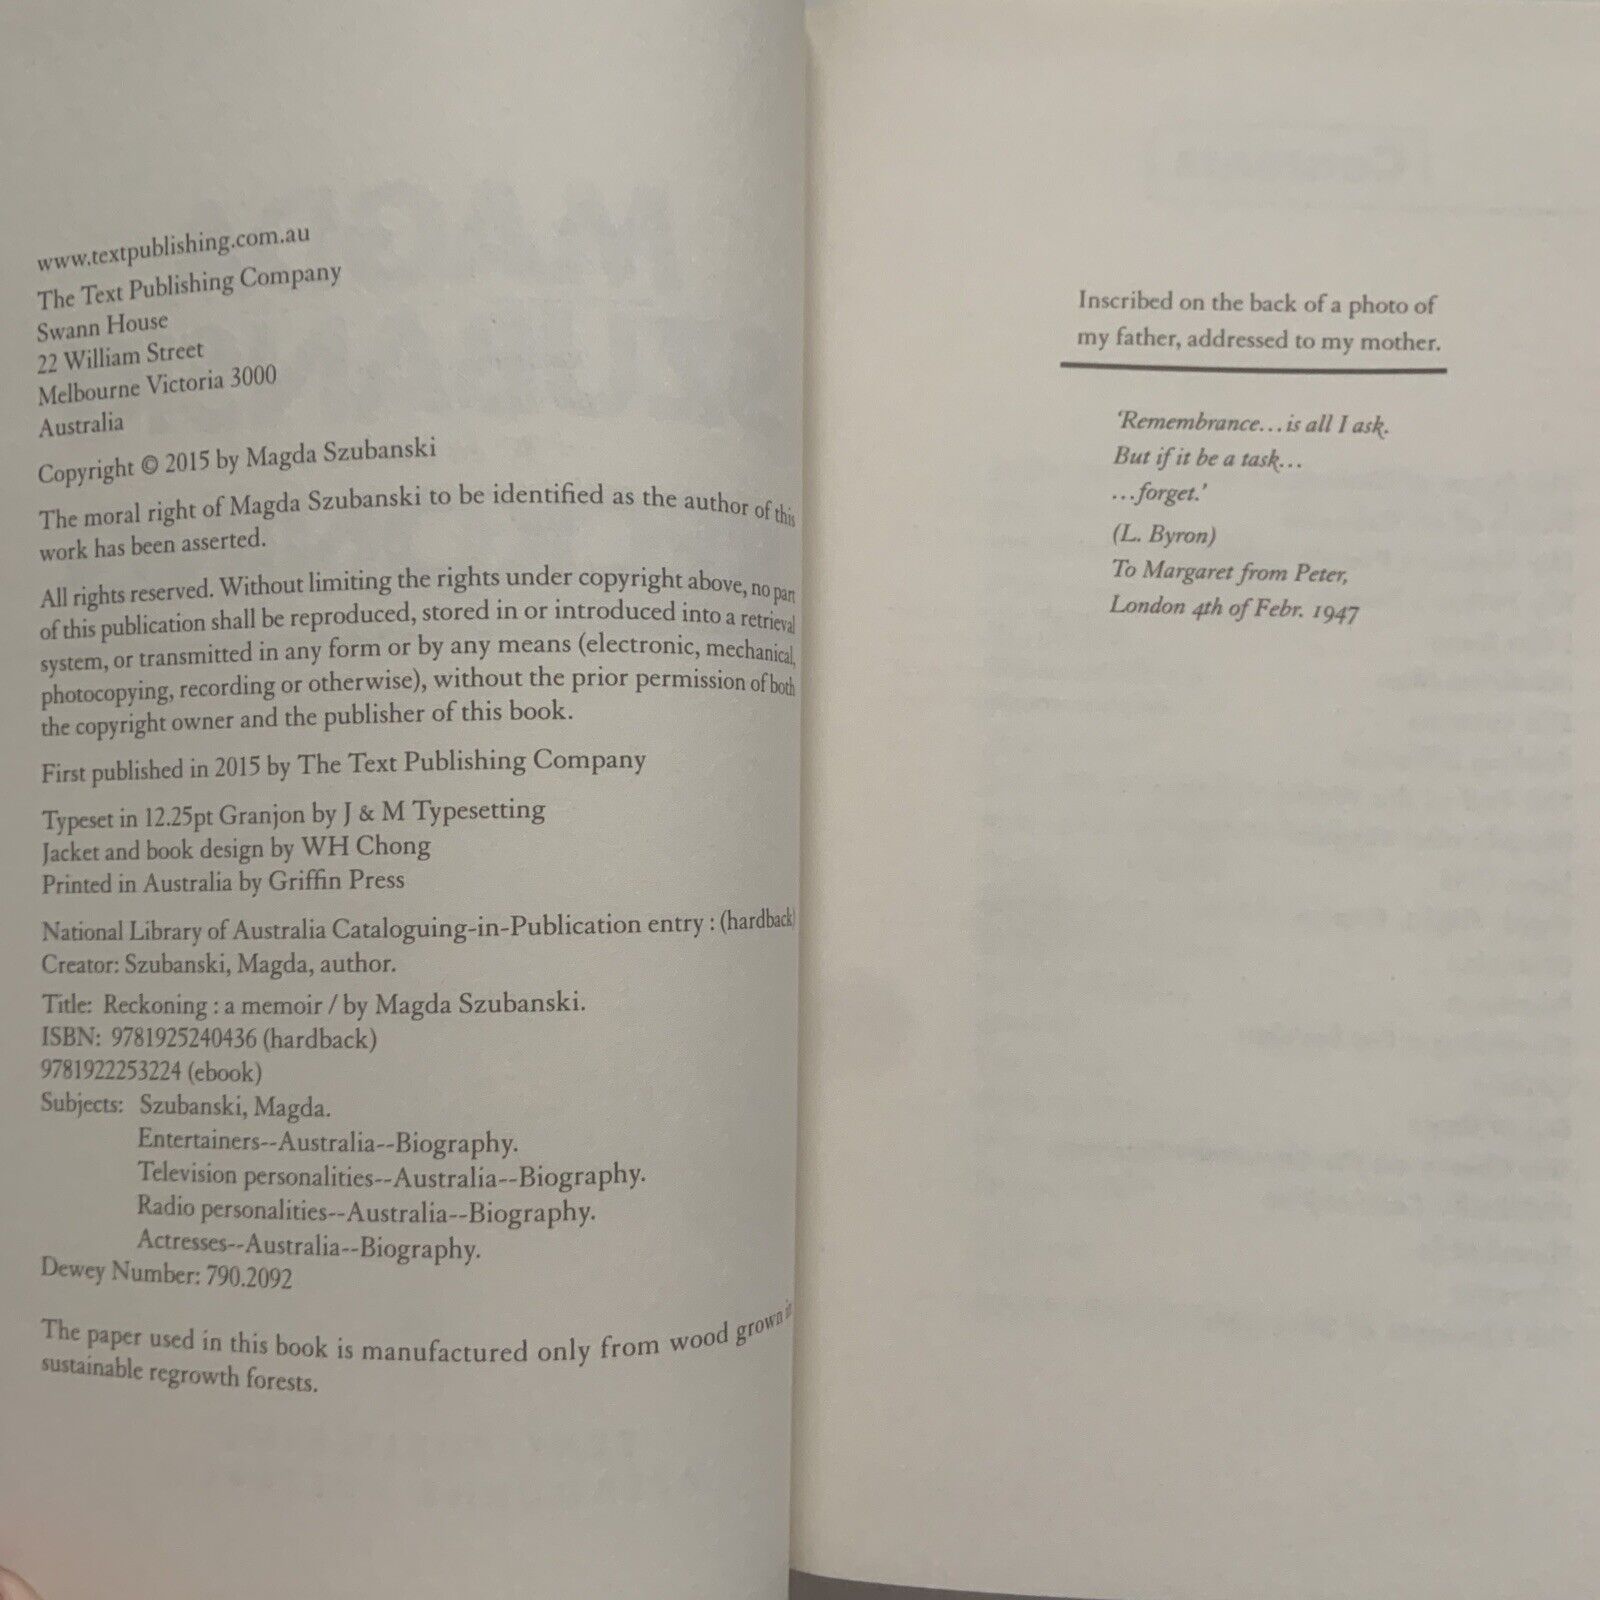 www.textpublishing.com.au
The Text Publishing Company
Swann House
22 William Street
Melbourne Victoria 3000
Australia
Copyright © 2015 by Magda Szubanski
The moral right of Magda Szubanski to be identified as the author of this
work has been asserted.
All rights reserved. Without limiting the rights under copyright above, no part
of this publication shall be reproduced, stored in or introduced into a retrieval
system, or transmitted in any form or by any means (electronic, mechanical,
photocopying, recording or otherwise), without the prior permission of both
the copyright owner and the publisher of this book.
First published in 2015 by The Text Publishing Company
Typeset in 12.25pt Granjon by J & M Typesetting
Jacket and book design by WH Chong
Printed in Australia by Griffin Press
National Library of Australia Cataloguing-in-Publication entry : (hardback)
Creator: Szubanski, Magda, author.
Title: Reckoning : a memoir / by Magda Szubanski.
ISBN: 9781925240436 (hardback)
9781922253224 (ebook)
Subjects: Szubanski, Magda.
Entertainers--Australia--Biography.
Television personalities--Australia--Biography.
Radio personalities--Australia--Biography.
Actresses--Australia--Biography.
Dewey Number: 790.2092
The paper used in this book is manufactured only from wood grown in
sustainable regrowth forests.
Inscribed on the back of a photo of
my father, addressed to my mother.
‘Remembrance…is all I ask.
But if it be a task…
…forget.’
(L. Byron)
To Margaret from Peter,
London 4th of Febr. 1947